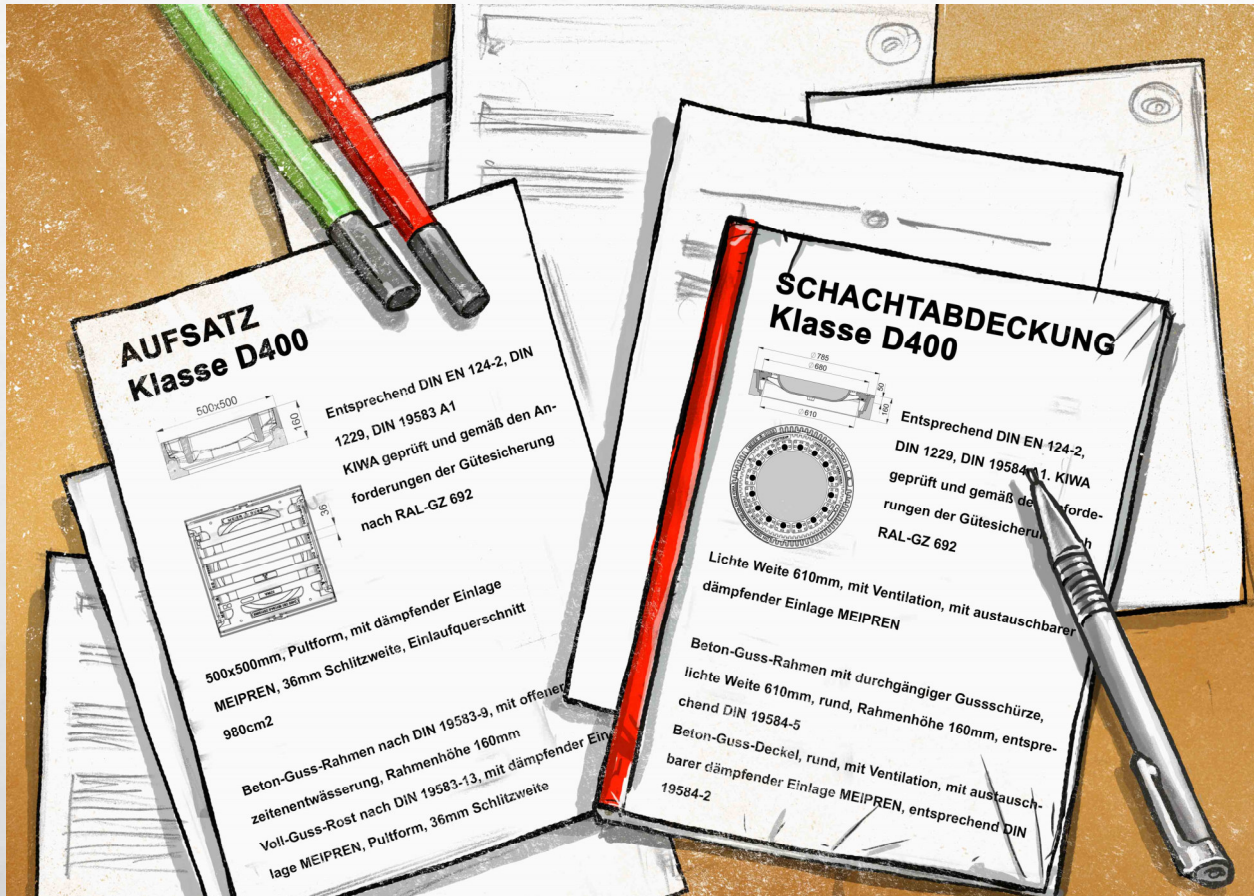 AUFSATZ
Klasse D400
500x500
160
36
Entsprechend DIN EN 124-2, DIN
1229, DIN 19583 A1
KIWA geprüft und gemäß den An-
forderungen der Gütesicherung
nach RAL-GZ 692
500x500mm, Pultform, mit dämpfender Einlage
MEIPREN, 36mm Schlitzweite, Einlaufquerschnitt
980cm2
Beton-Guss-Rahmen nach DIN 19583-9, mit offener
zeitenentwässerung, Rahmenhöhe 160mm
Voll-Guss-Rost nach DIN 19583-13, mit dämpfender Ein
lage MEIPREN, Pultform, 36mm Schlitzweite
SCHACHTABDECKUNG
Klasse D400
∅785
∅680
50
160
∅610
Entsprechend DIN EN 124-2,
DIN 1229, DIN 19584 A1. KIWA
geprüft und gemäß
rungen der
RAL-GZ 692
Lichte Weite 610mm, mit Ventilation, mit austauschbarer
dämpfender Einlage MEIPREN
Beton-Guss-Rahmen mit durchgängiger Gussschürze,
lichte Weite 610mm, rund, Rahmenhöhe 160mm, entspre-
chend DIN 19584-5
Beton-Guss-Deckel, rund, mit Ventilation, mit austausch-
barer dämpfender Einlage MEIPREN, entsprechend DIN
19584-2